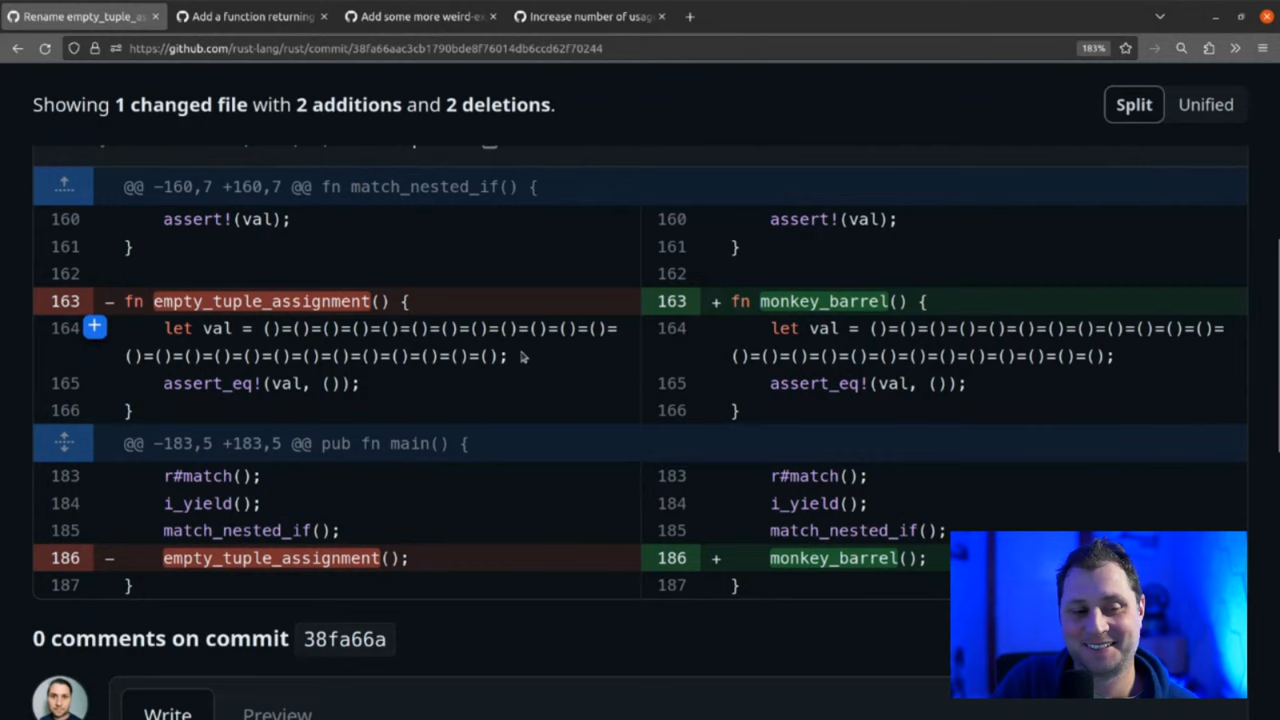 Rename empty_tuple_as
Add a function returning
Add some more weird-ex
Increase number of usag
https://github.com/rust-lang/rust/commit/38fa66aac3cb1790bde8f76014db6ccd62f70244
183%
Showing 1 changed file with 2 additions and 2 deletions.
Split
Unified
@@ -160,7 +160,7 @@ fn match_nested_if() {
160 assert!(val);
160 assert!(val);
161 }
161 }
162
162
163 - fn empty_tuple_assignment() {
163 + fn monkey_barrel() {
164 let val = ()=()=()=()=()=()=()=()=()=()=()=()=
()=()=()=()=()=()=()=()=()=()=()=()=();
164 let val = ()=()=()=()=()=()=()=()=()=()=()=()=
()=()=()=()=()=()=()=()=()=()=()=()=();
165 assert_eq!(val, ());
165 assert_eq!(val, ());
166 }
166 }
@@ -183,5 +183,5 @@ pub fn main() {
183 r#match();
183 r#match();
184 i_yield();
184 i_yield();
185 match_nested_if();
185 match_nested_if();
186 - empty_tuple_assignment();
186 + monkey_barrel();
187 }
187 }
0 comments on commit 38fa66a
Write
Preview